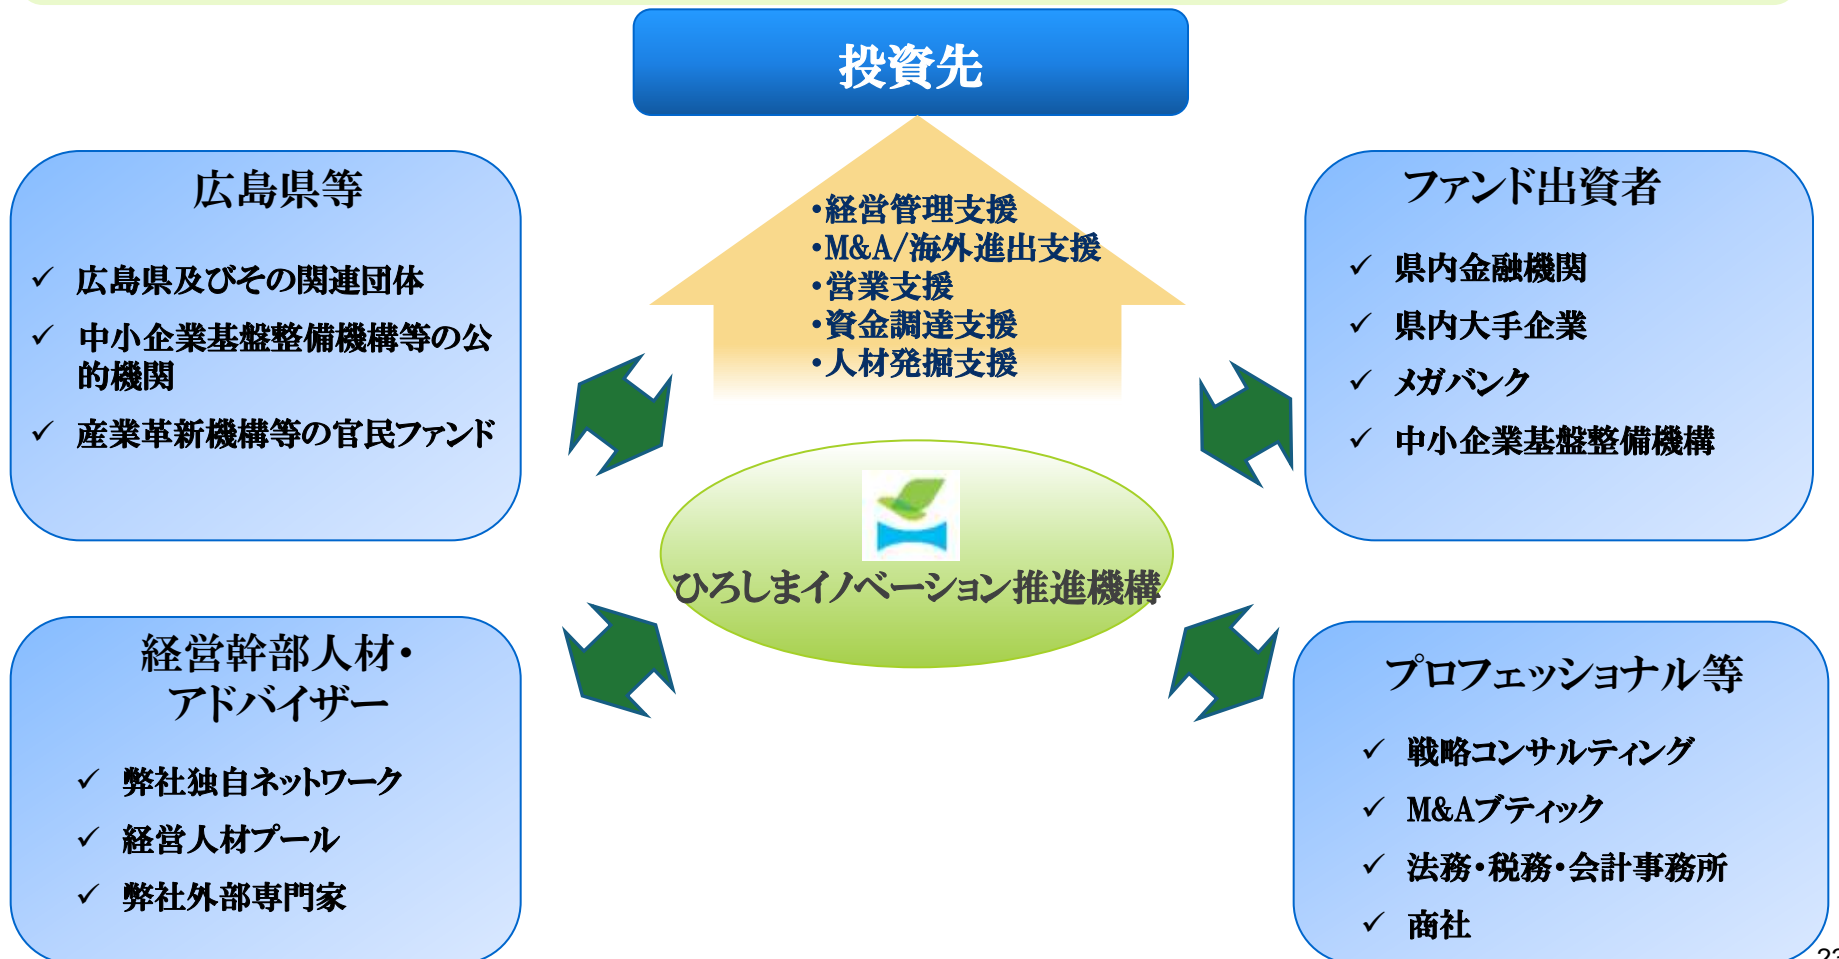 投資先
・経営管理支援
・M&A/海外進出支援
・営業支援
・資金調達支援
・人材発掘支援
広島県等
✓ 広島県及びその関連団体
✓ 中小企業基盤整備機構等の公
的機関
✓ 産業革新機構等の官民ファンド
ファンド出資者
✓ 県内金融機関
✓ 県内大手企業
✓ メガバンク
✓ 中小企業基盤整備機構
ひろしまイノベーション推進機構
経営幹部人材・
アドバイザー
✓ 弊社独自ネットワーク
✓ 経営人材プール
✓ 弊社外部専門家
プロフェッショナル等
✓ 戦略コンサルティング
✓ M&Aブティック
✓ 法務・税務・会計事務所
✓ 商社